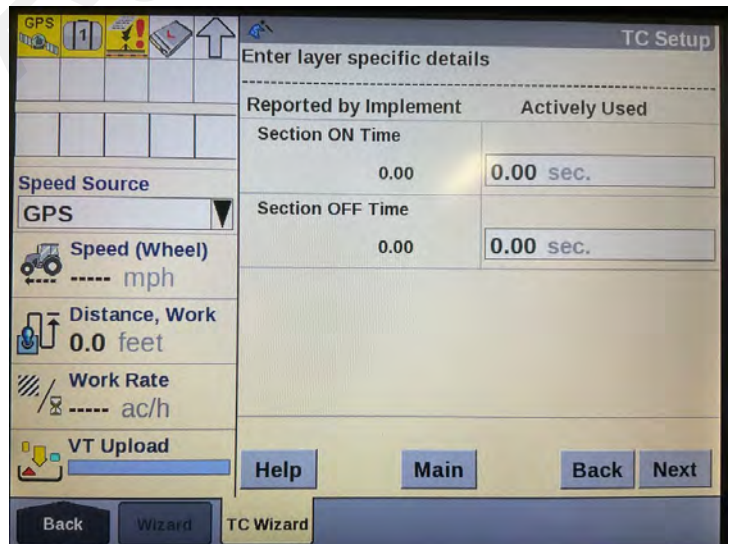 GPS
1
L
TC Setup
Enter layer specific details
Reported by Implement Actively Used
Section ON Time
0.00 0.00 sec.
Section OFF Time
0.00 0.00 sec.
Speed Source
GPS
Speed (Wheel)
----- mph
Distance, Work
0.0 feet
Work Rate
----- ac/h
VT Upload
Help Main Back Next
Back Wizard TC Wizard